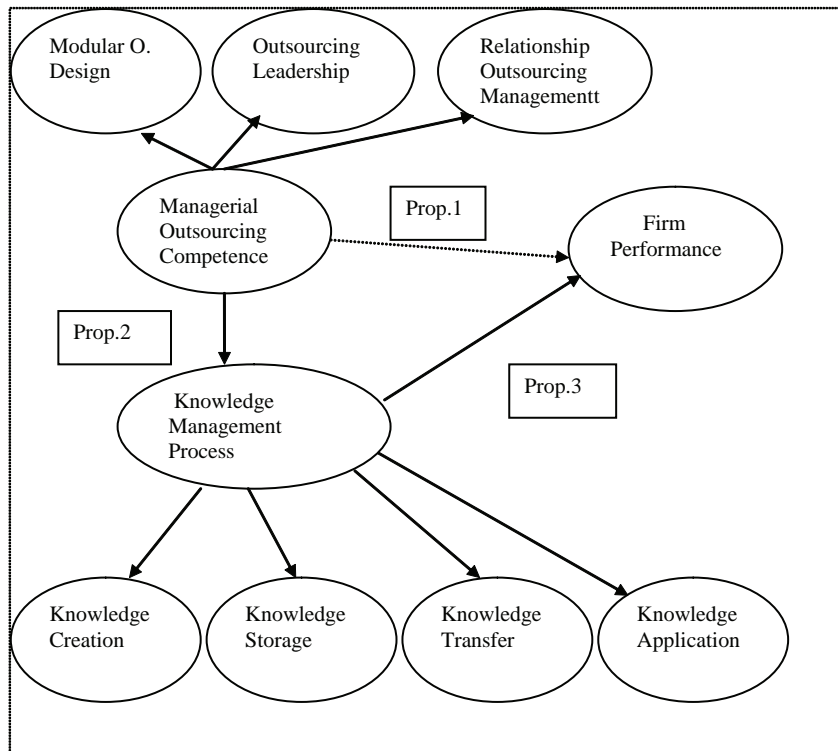 Modular O.
Design
Outsourcing
Leadership
Relationship
Outsourcing
Managementt
Managerial
Outsourcing
Competence
Prop.1
Firm
Performance
Prop.2
Prop.3
Knowledge
Management
Process
Knowledge
Creation
Knowledge
Storage
Knowledge
Transfer
Knowledge
Application